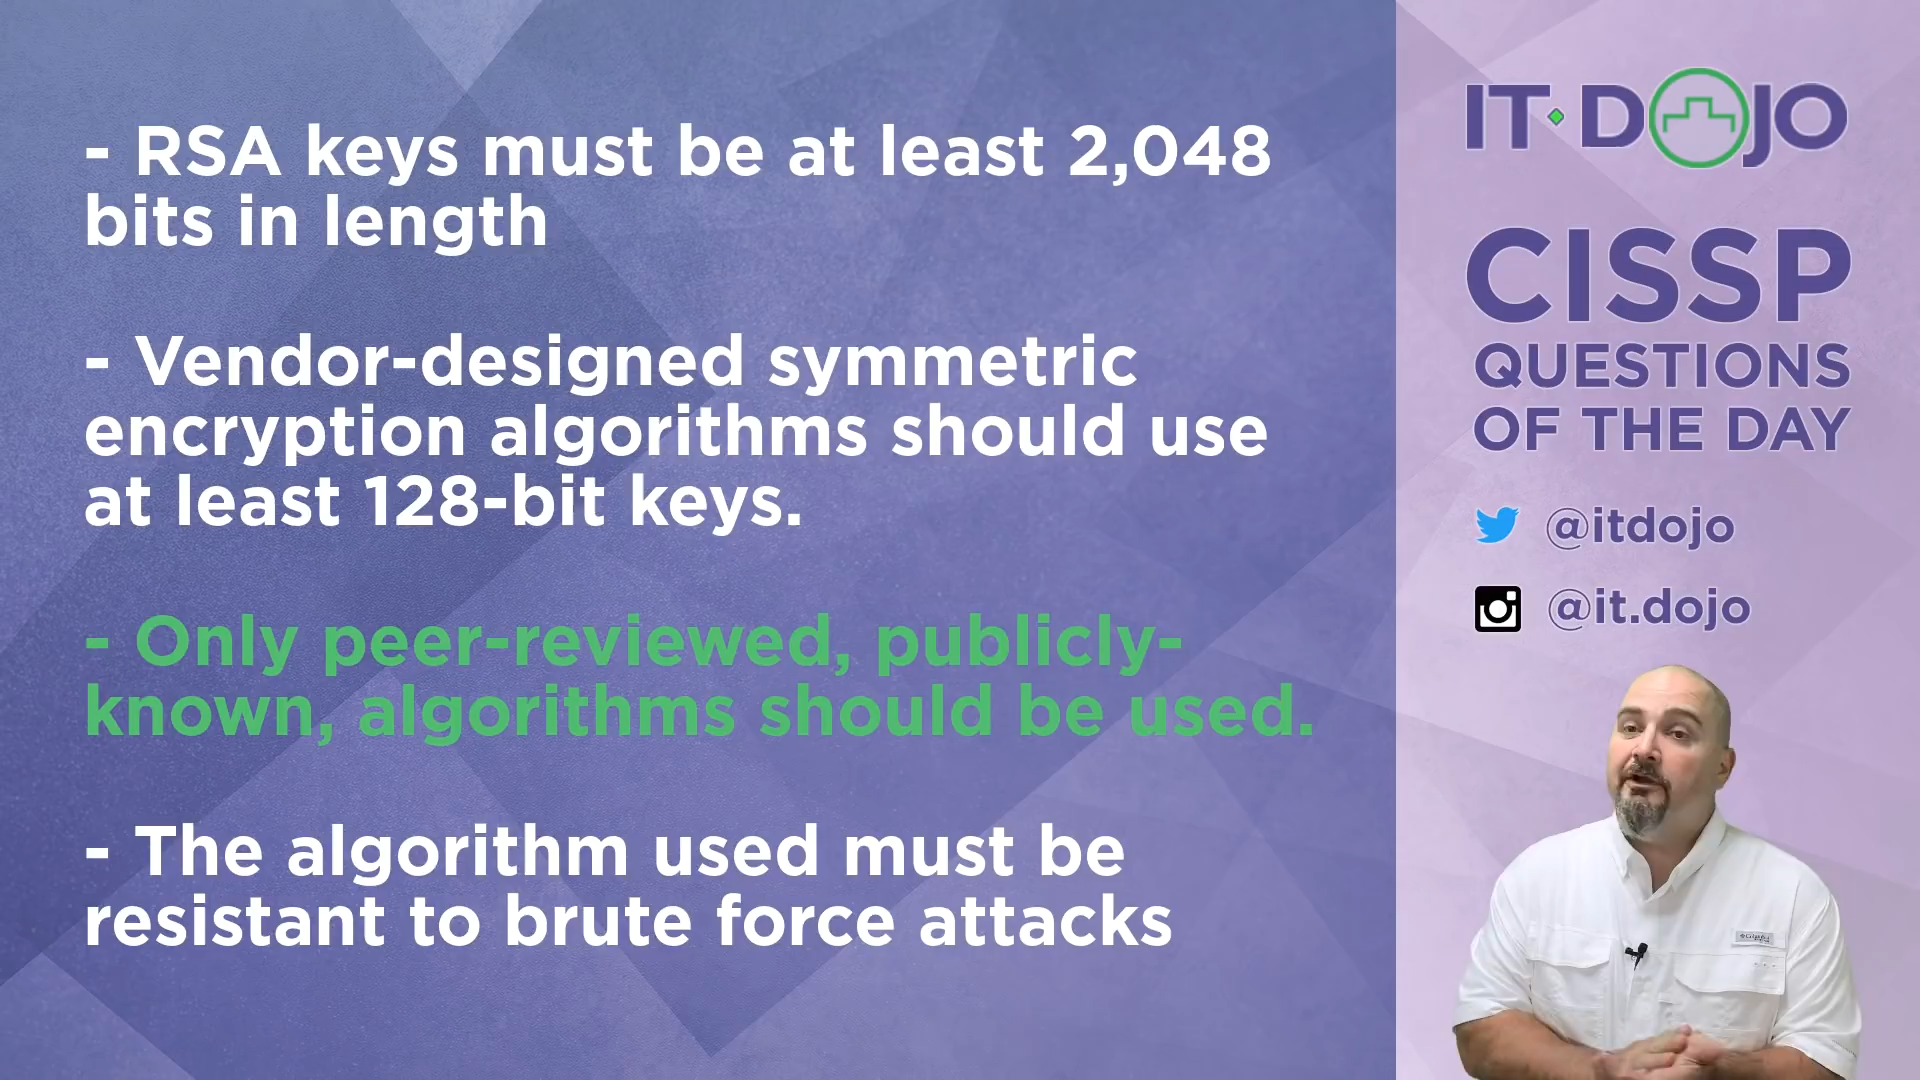 - RSA keys must be at least 2,048
bits in length
- Vendor-designed symmetric
encryption algorithms should use
at least 128-bit keys.
- Only peer-reviewed, publicly-
known, algorithms should be used.
- The algorithm used must be
resistant to brute force attacks
IT DOJO
CISSP
QUESTIONS
OF THE DAY
@itdojo
@it.dojo